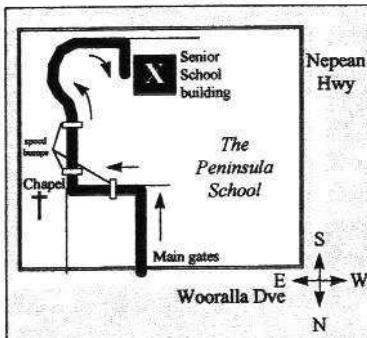 Nepean
Hwy
X
Senior
School
building
speed
bumps
The
Peninsula
School
Chapel
Main gates
S
E W
Wooralla Dve
N